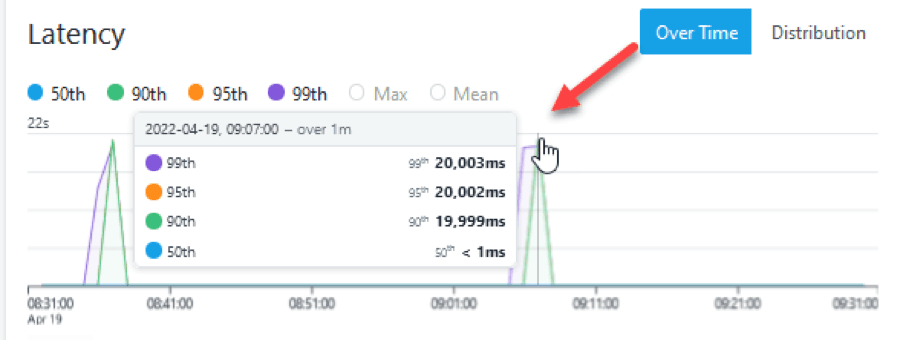 Latency
Over Time Distribution
50th 90th 95th 99th Max Mean
22s
2022-04-19, 09:07:00 – over 1m
99th 99th 20,003ms
95th 95th 20,002ms
90th 90th 19,999ms
50th 50th < 1ms
08:31:00 08:41:00 08:51:00 09:01:00 09:11:00 09:21:00 09:31:00
Apr 19